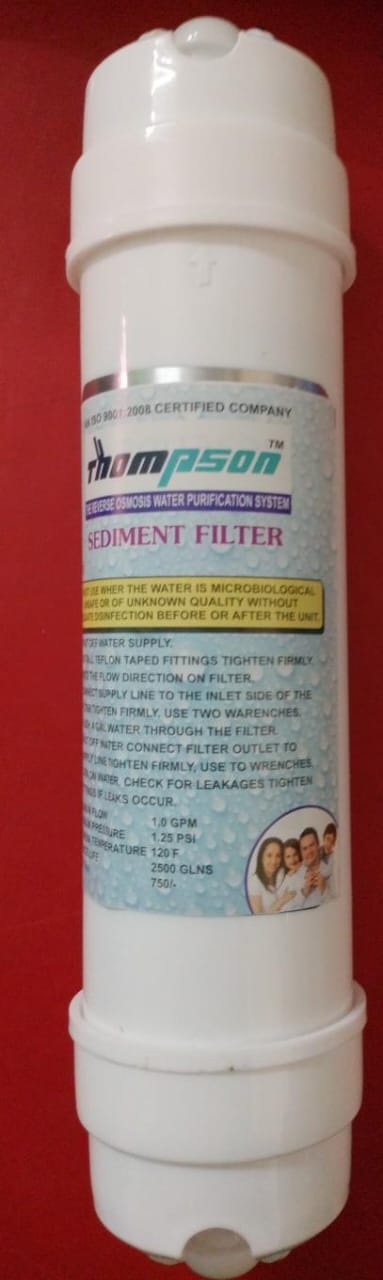 AN ISO 9001:2008 CERTIFIED COMPANY
Thompson TM
THE REVERSE OSMOSIS WATER PURIFICATION SYSTEM
SEDIMENT FILTER
USE WHER THE WATER IS MICROBIOLOGICAL
OR OF UNKNOWN QUALITY WITHOUT
DISINFECTION BEFORE OR AFTER THE UNIT.
OFF WATER SUPPLY.
TEFLON TAPED FITTINGS TIGHTEN FIRMLY.
THE FLOW DIRECTION ON FILTER.
SUPPLY LINE TO THE INLET SIDE OF THE
TIGHTEN FIRMLY. USE TWO WARENCHES.
GAL WATER THROUGH THE FILTER.
OFF WATER CONNECT FILTER OUTLET TO
LINE TIGHTEN FIRMLY, USE TO WRENCHES.
ON WATER, CHECK FOR LEAKAGES TIGHTEN
IF LEAKS OCCUR.
FLOW 1.0 GPM
PRESSURE 1.25 PSI
TEMPERATURE 120 F
LIFE 2500 GLNS
750/-